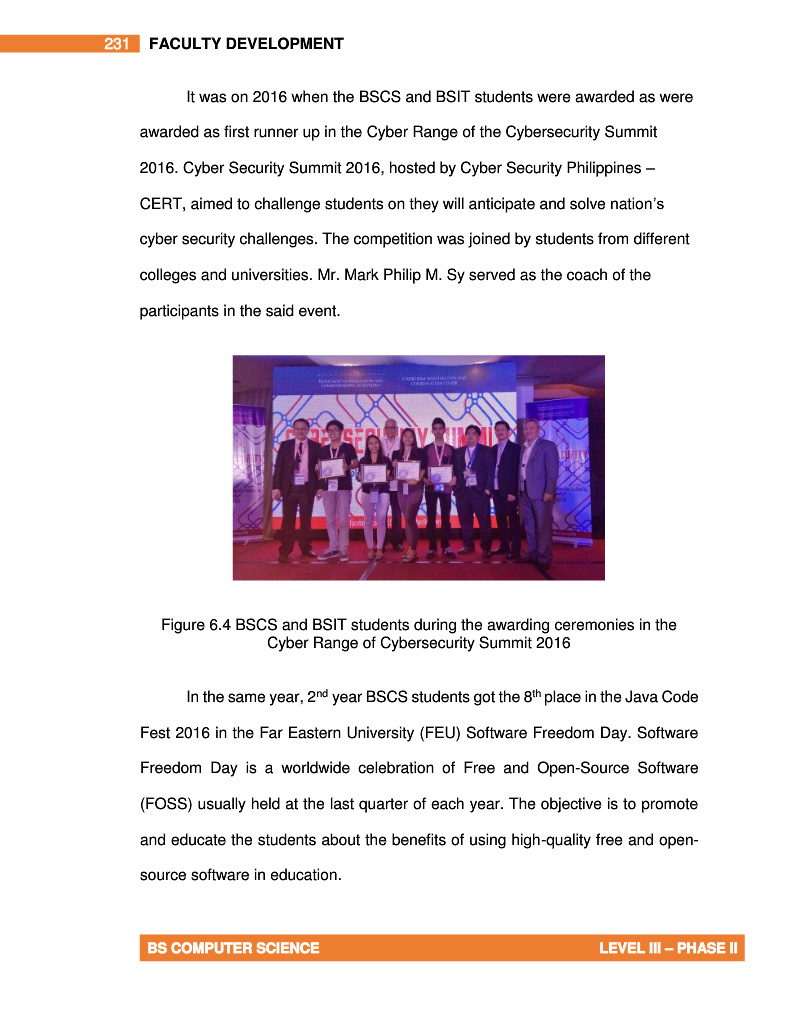 231 FACULTY DEVELOPMENT
It was on 2016 when the BSCS and BSIT students were awarded as were
awarded as first runner up in the Cyber Range of the Cybersecurity Summit
2016. Cyber Security Summit 2016, hosted by Cyber Security Philippines –
CERT, aimed to challenge students on they will anticipate and solve nation’s
cyber security challenges. The competition was joined by students from different
colleges and universities. Mr. Mark Philip M. Sy served as the coach of the
participants in the said event.
CYBERSECURITY SUMMIT
Figure 6.4 BSCS and BSIT students during the awarding ceremonies in the
Cyber Range of Cybersecurity Summit 2016
In the same year, 2nd year BSCS students got the 8th place in the Java Code
Fest 2016 in the Far Eastern University (FEU) Software Freedom Day. Software
Freedom Day is a worldwide celebration of Free and Open-Source Software
(FOSS) usually held at the last quarter of each year. The objective is to promote
and educate the students about the benefits of using high-quality free and open-
source software in education.
BS COMPUTER SCIENCE LEVEL III – PHASE II